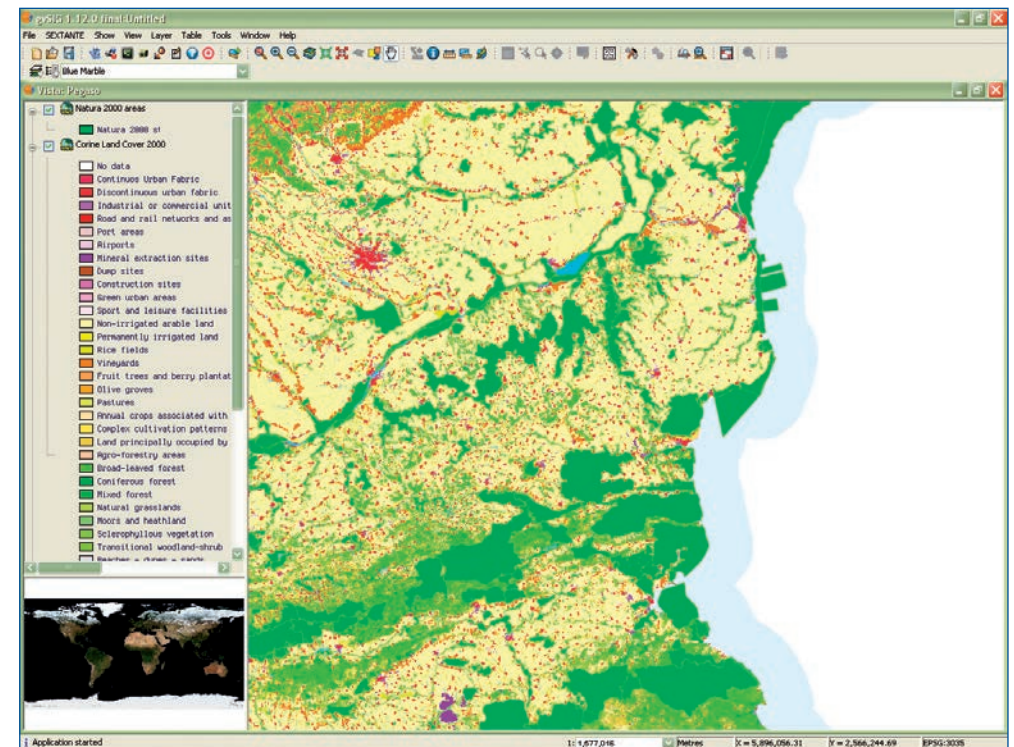 gvSIG 1.12.0 final:Untitled
File SEXTANTE Show View Layer Table Tools Window Help
Blue Marble
Vista: Pegaso
Natura 2000 areas
Natura 2000 si
Corine Land Cover 2000
No data
Continuos Urban Fabric
Discontinuous urban fabric
Industrial or commercial unit
Road and rail networks and as
Port areas
Airports
Mineral extraction sites
Dump sites
Construction sites
Green urban areas
Sport and leisure facilities
Non-irrigated arable land
Permanently irrigated land
Rice fields
Vineyards
Fruit trees and berry plantat
Olive groves
Pastures
Annual crops associated with
Complex cultivation patterns
Land principally occupied by
Agro-forestry areas
Broad-leaved forest
Coniferous forest
Mixed forest
Natural grasslands
Moors and heathland
Sclerophyllous vegetation
Transitional woodland-shrub
Beaches - dunes - sands
Application started
1: 1,677,016 Metres X = 5,896,056.31 Y = 2,566,244.69 EPSG:3035